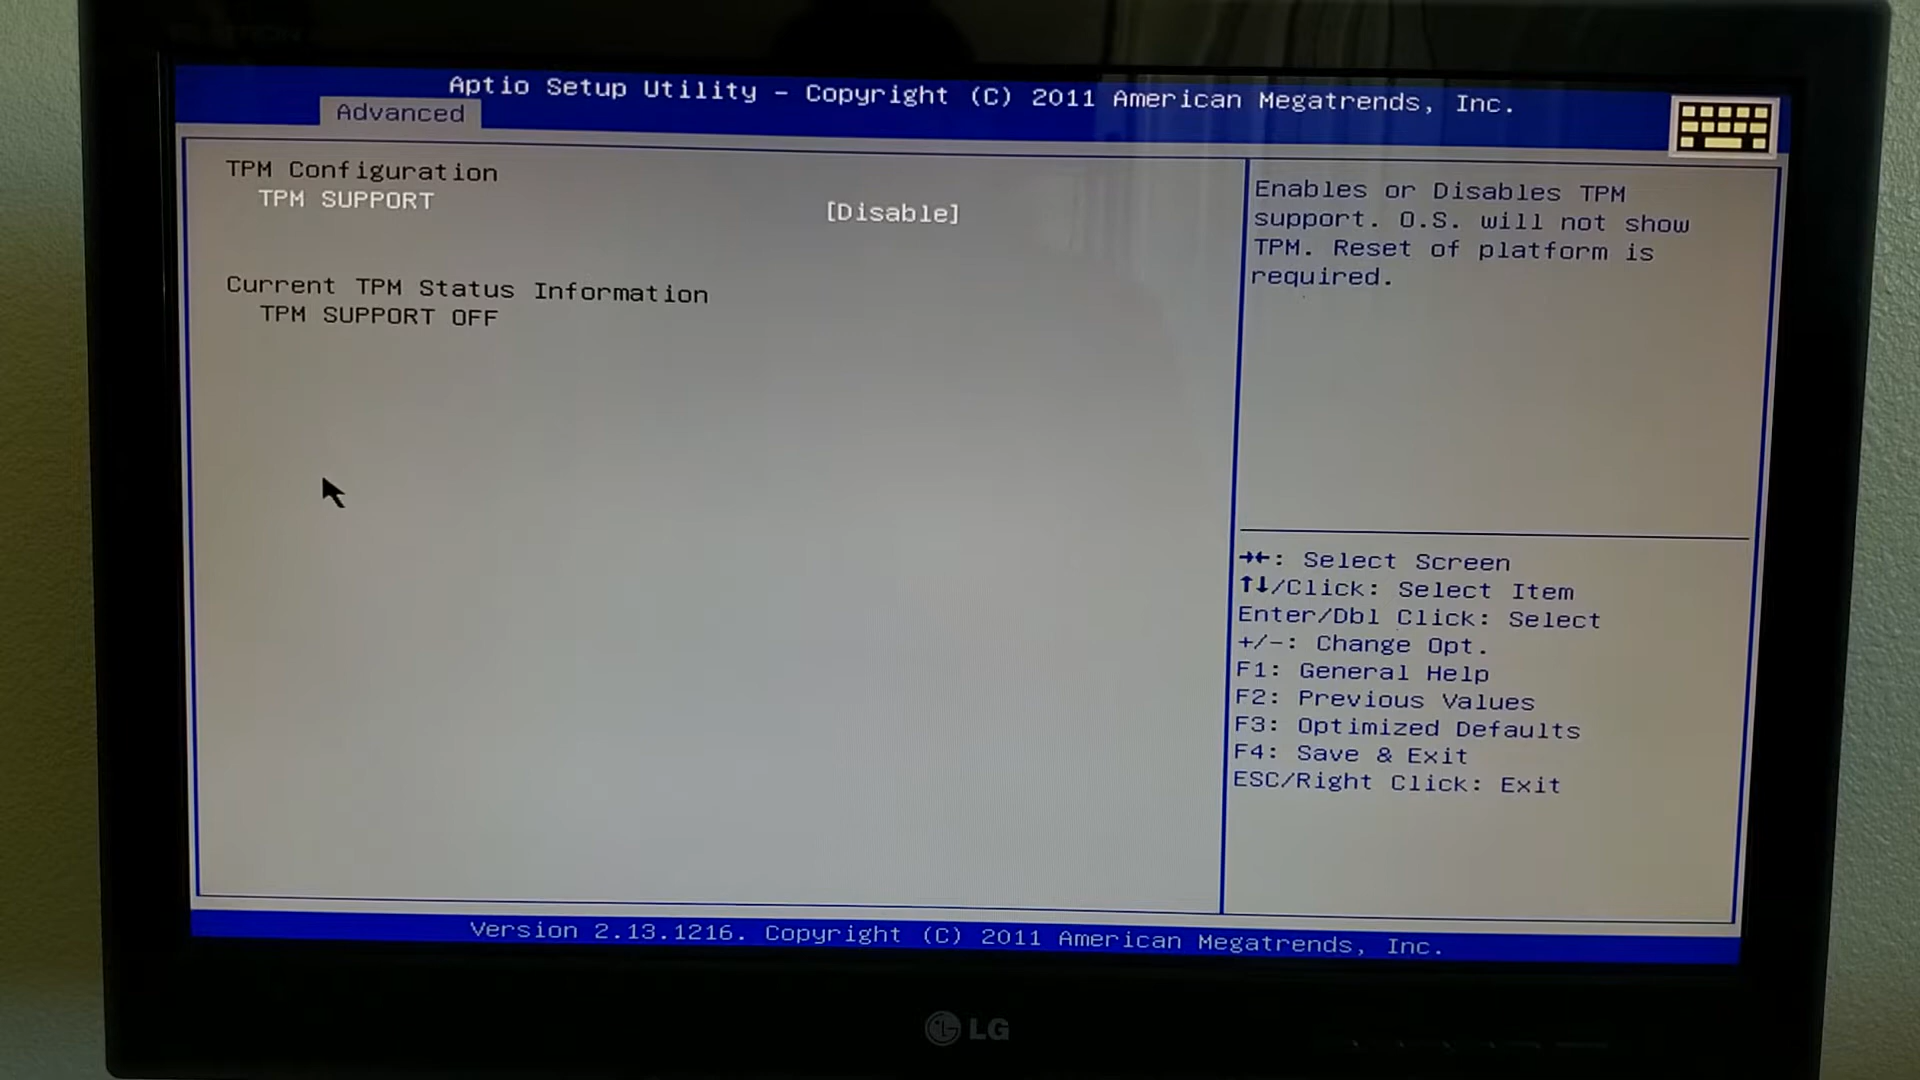 Aptio Setup Utility - Copyright (C) 2011 American Megatrends, Inc.
Advanced
TPM Configuration
TPM SUPPORT [Disable]
Current TPM Status Information
TPM SUPPORT OFF
Enables or Disables TPM
support. O.S. will not show
TPM. Reset of platform is
required.
→←: Select Screen
↑↓/Click: Select Item
Enter/Dbl Click: Select
+/-: Change Opt.
F1: General Help
F2: Previous Values
F3: Optimized Defaults
F4: Save & Exit
ESC/Right Click: Exit
Version 2.13.1216. Copyright (C) 2011 American Megatrends, Inc.
LG